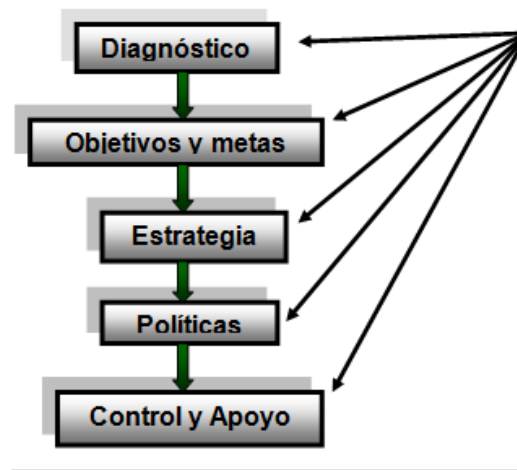 Diagnóstico
Objetivos y metas
Estrategia
Políticas
Control y Apoyo